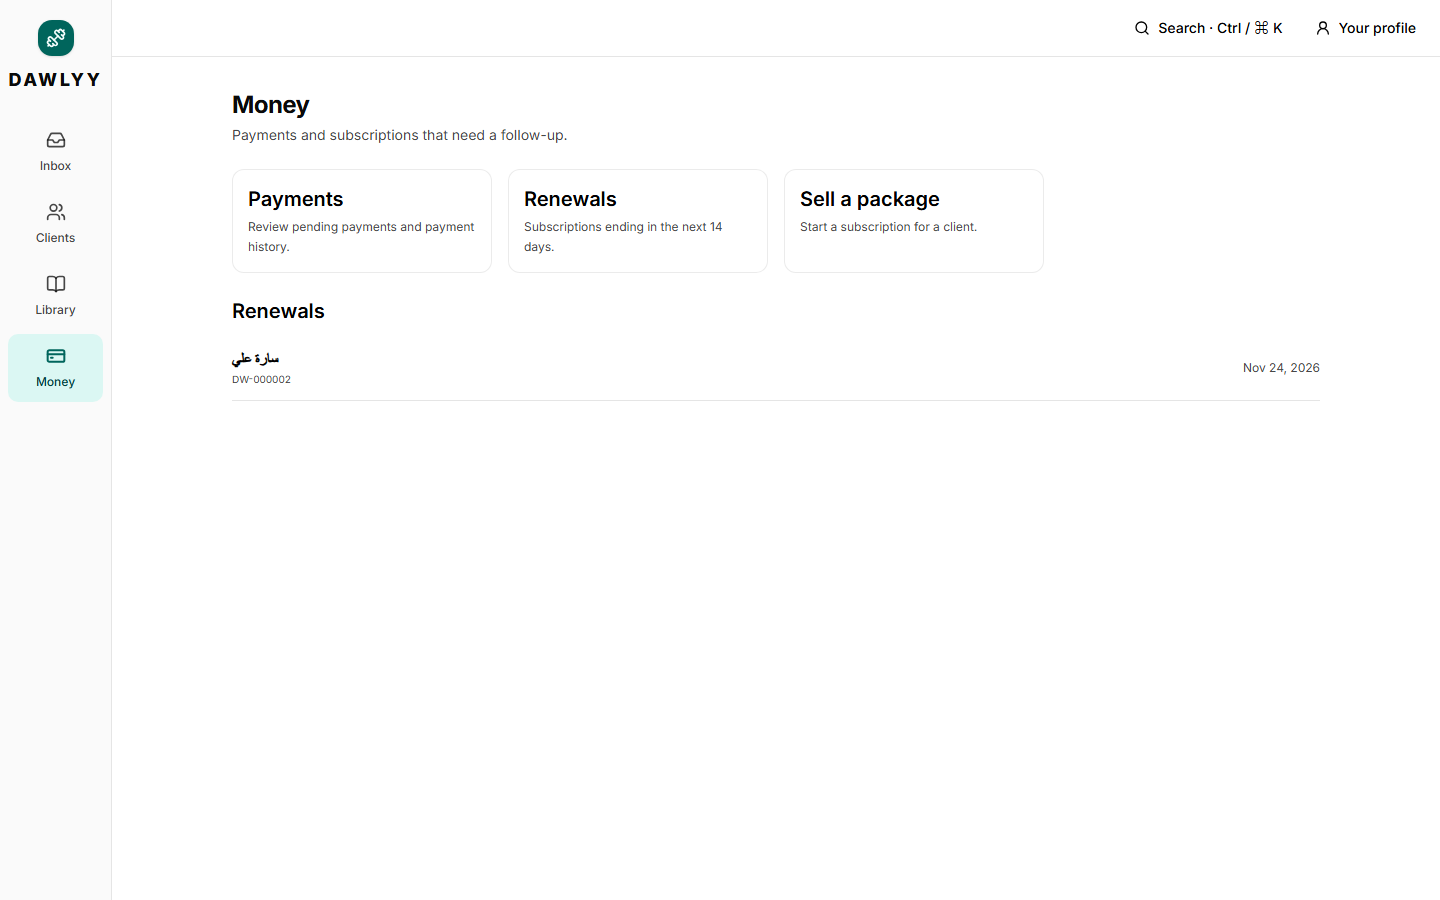 DAWLYY
Inbox
Clients
Library
Money
Search · Ctrl / ⌘ K
Your profile
Money
Payments and subscriptions that need a follow-up.
Payments
Review pending payments and payment
history.
Renewals
Subscriptions ending in the next 14
days.
Sell a package
Start a subscription for a client.
Renewals
سارة علي
DW-000002
Nov 24, 2026